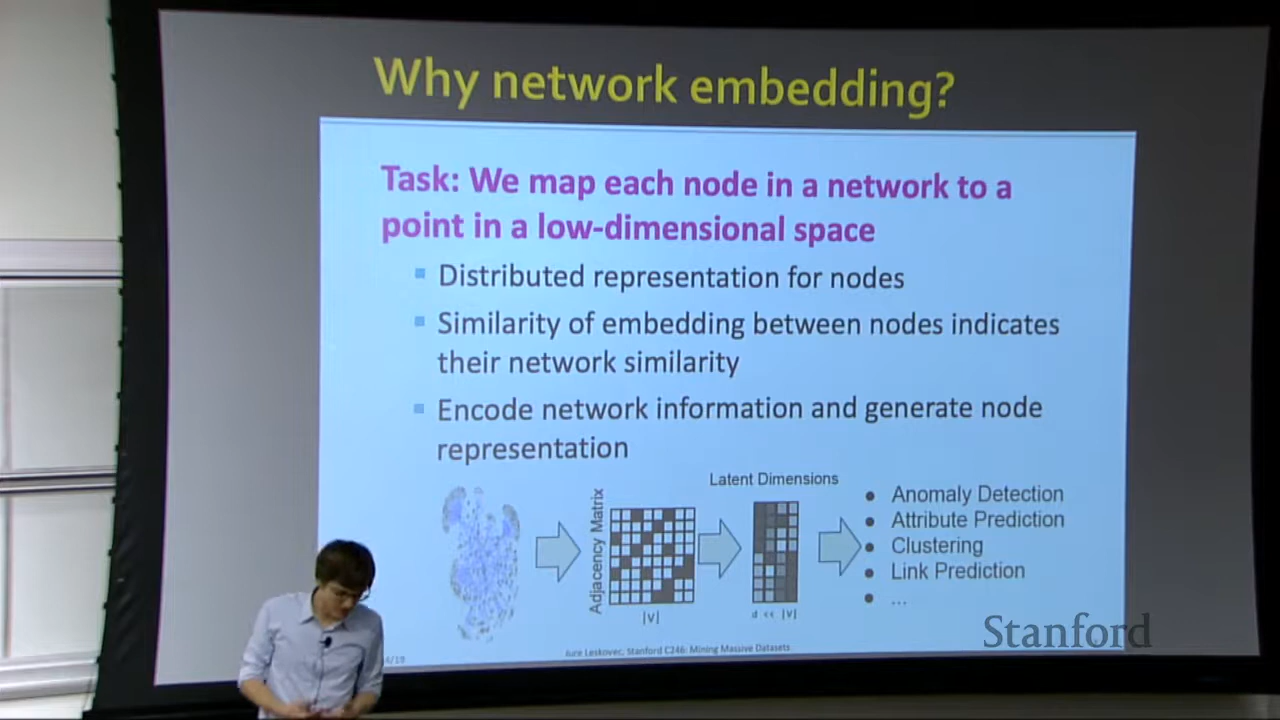 Why network embedding?
Task: We map each node in a network to a
point in a low-dimensional space
Distributed representation for nodes
Similarity of embedding between nodes indicates
their network similarity
Encode network information and generate node
representation
Latent Dimensions
Adjacency Matrix
|V|
d << |V|
Anomaly Detection
Attribute Prediction
Clustering
Link Prediction
...
Stanford
Jure Leskovec, Stanford C246: Mining Massive Datasets